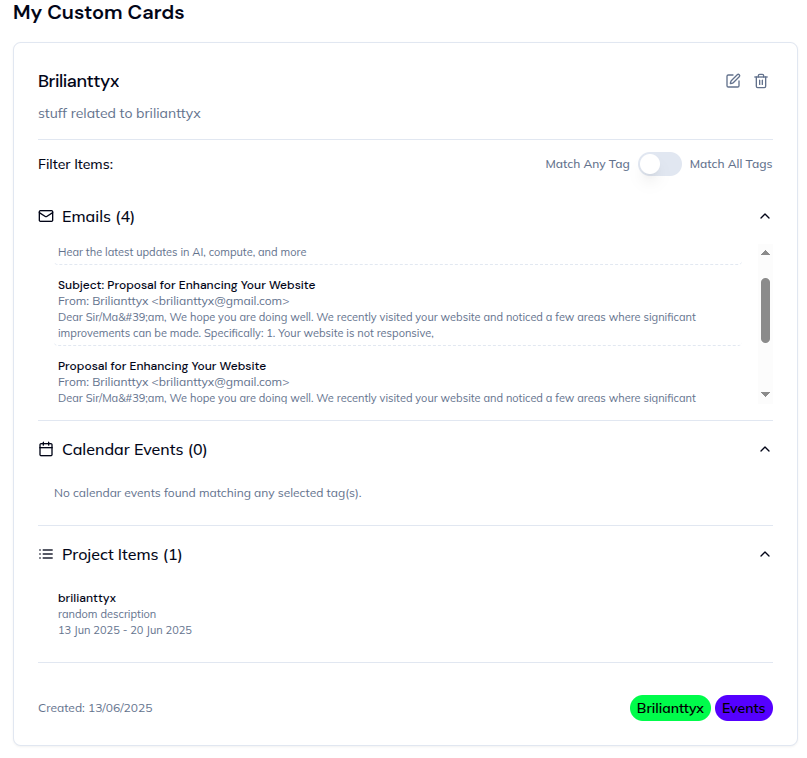 My Custom Cards
Brilianttyx
stuff related to brilianttyx
Filter Items:
Match Any Tag
Match All Tags
Emails (4)
Hear the latest updates in AI, compute, and more
Subject: Proposal for Enhancing Your Website
From: Brilianttyx <brilianttyx@gmail.com>
Dear Sir/Ma&#39;am, We hope you are doing well. We recently visited your website and noticed a few areas where significant
improvements can be made. Specifically: 1. Your website is not responsive,
Proposal for Enhancing Your Website
From: Brilianttyx <brilianttyx@gmail.com>
Dear Sir/Ma&#39;am, We hope you are doing well. We recently visited your website and noticed a few areas where significant
Calendar Events (0)
No calendar events found matching any selected tag(s).
Project Items (1)
brilianttyx
random description
13 Jun 2025 - 20 Jun 2025
Created: 13/06/2025
Brilianttyx
Events